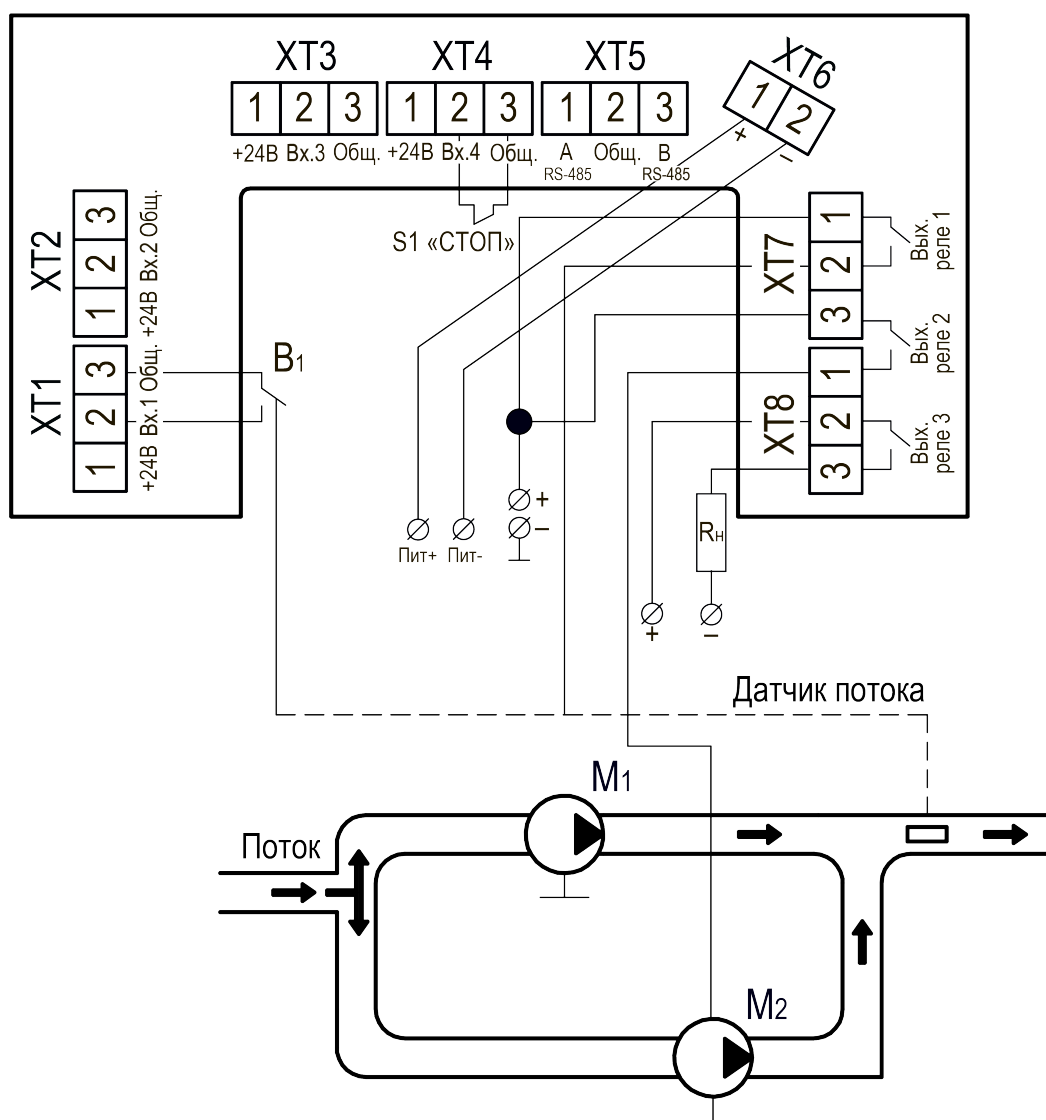 XT3
1 2 3
+24В Вх.3 Общ.
XT4
1 2 3
+24В Вх.4 Общ.
XT5
1 2 3
A Общ. B
RS-485 RS-485
XT6
1 2
+ –
S1 «СТОП»
XT2
3 2 1
+24В Вх.2 Общ.
XT1
3 2 1
+24В Вх.1 Общ.
B1
XT7
1
2
3
Вых.
реле 1
Вых.
реле 2
XT8
1
2
3
Вых.
реле 3
+
–
Пит+ Пит-
Rн
+ –
Датчик потока
M1
Поток
M2